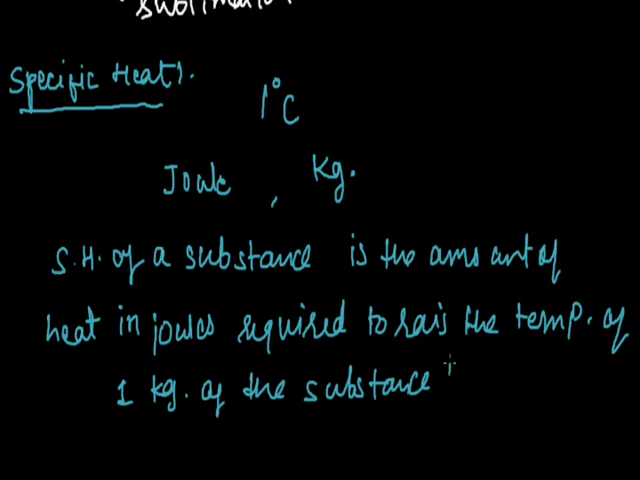 sublimation
Specific Heat:
1°C
Joule , Kg.
S.H. of a substance is the amount of
heat in joules required to rais the temp. of
1 kg. of the substance